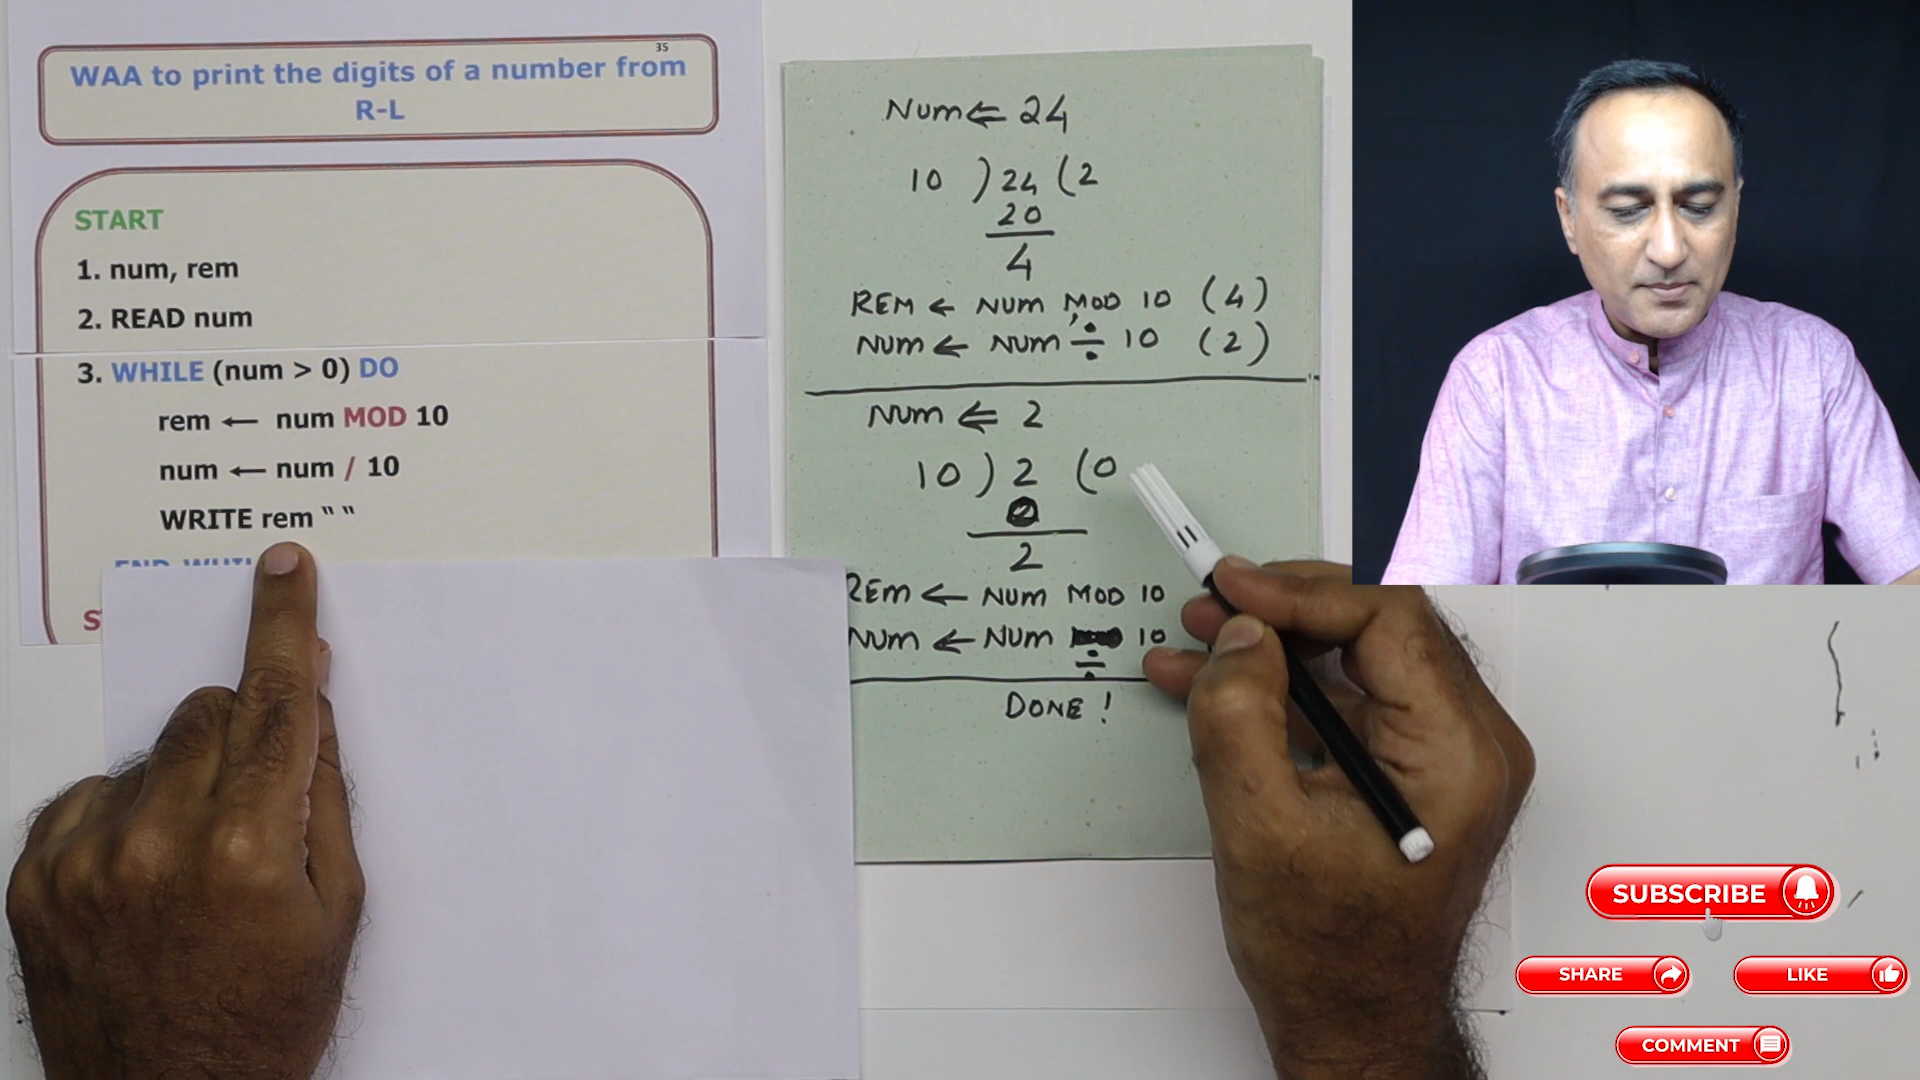 35
WAA to print the digits of a number from
R-L
START
1. num, rem
2. READ num
3. WHILE (num > 0) DO
rem ← num MOD 10
num ← num / 10
WRITE rem “ “
Num ⇐ 24
10 ) 24 ( 2
20
4
REM ← NUM MOD 10 ( 4 )
NUM ← NUM ÷ 10 ( 2 )
NUM ⇐ 2
10 ) 2 ( 0
2
REM ← NUM MOD 10
NUM ← NUM ÷ 10
DONE !
SUBSCRIBE
SHARE
LIKE
COMMENT